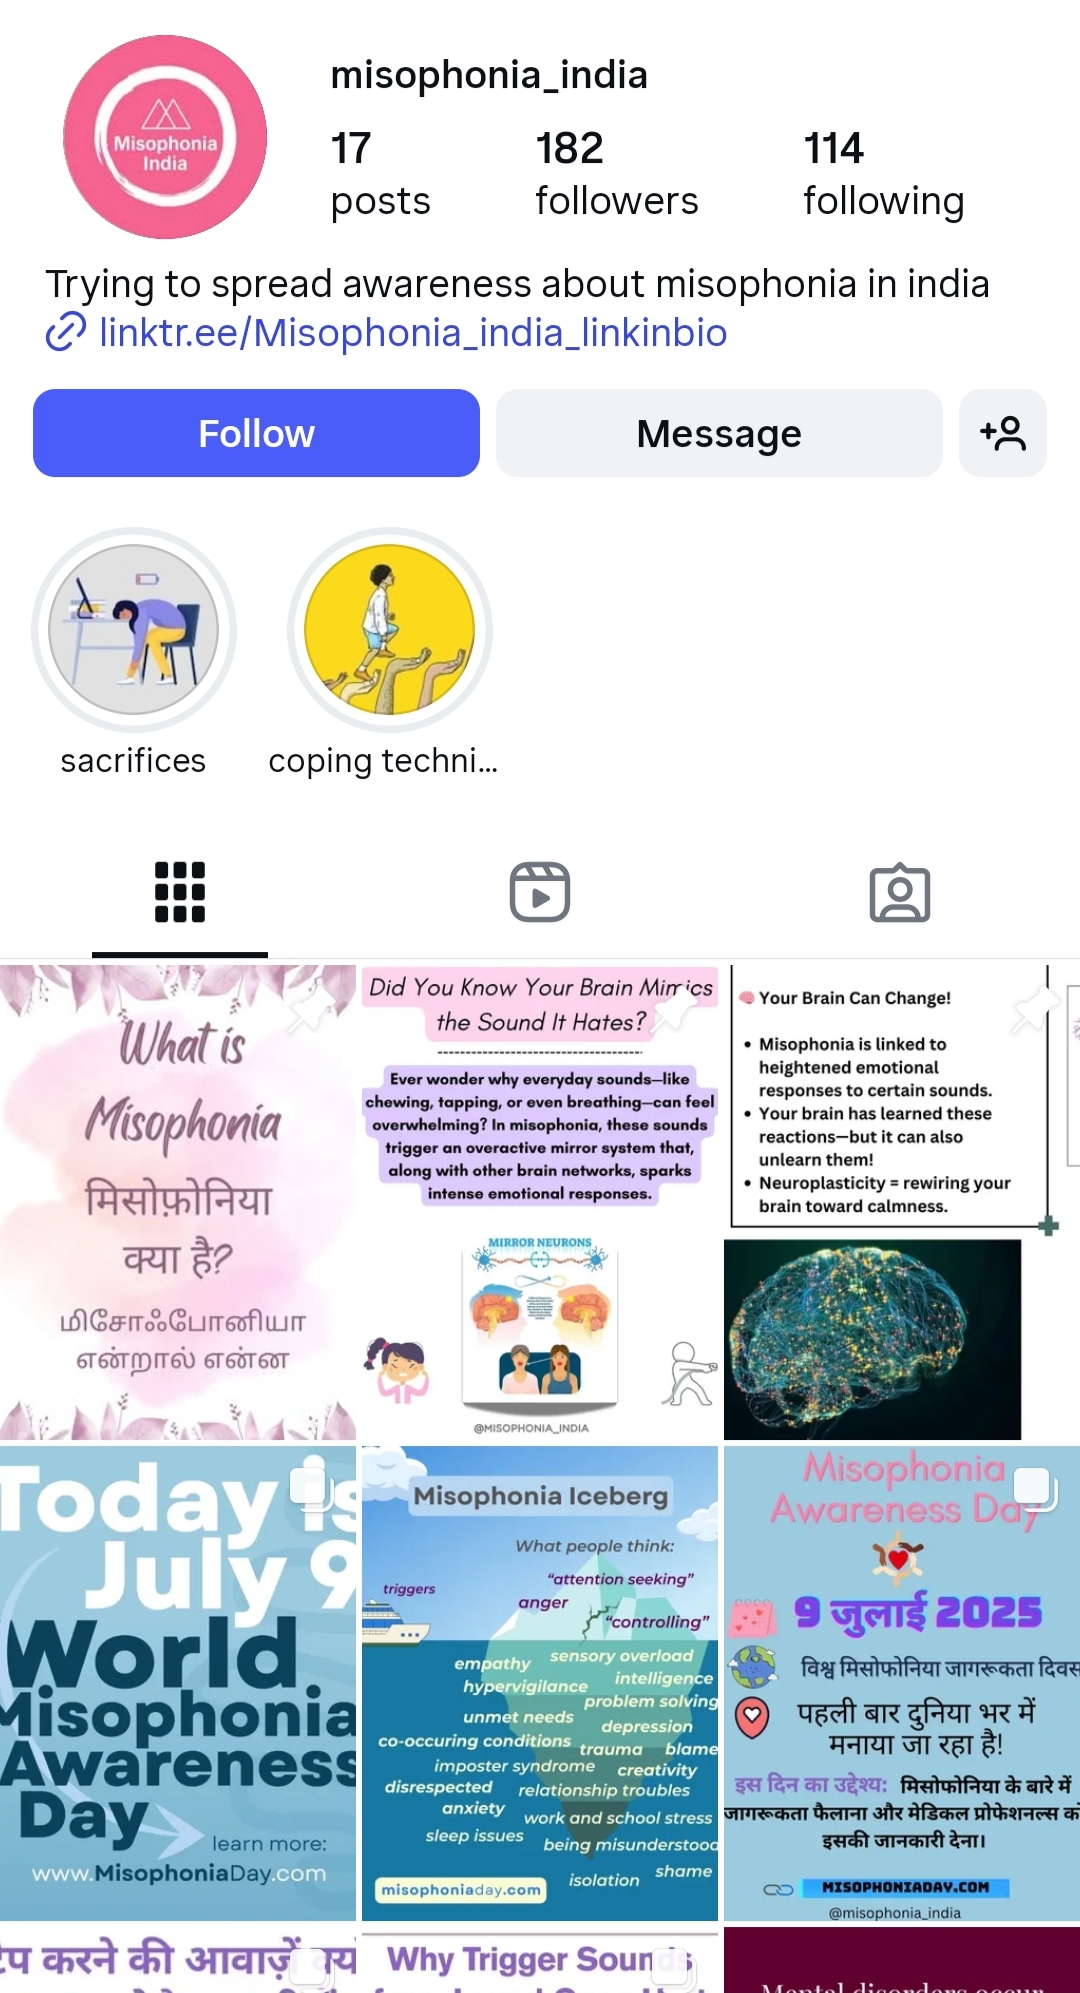 misophonia_india
Misophonia
India
17
182
114
posts
followers
following
Trying to spread awareness about misophonia in india
linktr.ee/Misophonia_india_linkinbio
Follow
Message
sacrifices
coping techni...
What is
Misophonia
मिसोफ़ोनिया
क्या है?
மிசோஃபோனியா
என்றால் என்ன
Did You Know Your Brain Mimics
the Sound It Hates?
Ever wonder why everyday sounds—like
chewing, tapping, or even breathing—can feel
overwhelming? In misophonia, these sounds
trigger an overactive mirror system that,
along with other brain networks, sparks
intense emotional responses.
MIRROR NEURONS
@MISOPHONIA_INDIA
Your Brain Can Change!
• Misophonia is linked to
heightened emotional
responses to certain sounds.
• Your brain has learned these
reactions—but it can also
unlearn them!
• Neuroplasticity = rewiring your
brain toward calmness.
Today is
July 9
World
Misophonia
Awareness
Day
learn more:
www.MisophoniaDay.com
Misophonia Iceberg
What people think:
triggers
"attention seeking"
anger
"controlling"
empathy
sensory overload
hypervigilance
intelligence
problem solving
unmet needs
depression
co-occuring conditions
trauma
blame
imposter syndrome
creativity
disrespected
relationship troubles
anxiety
work and school stress
sleep issues
being misunderstood
shame
isolation
misophoniaday.com
Misophonia
Awareness Day
9 जुलाई 2025
विश्व मिसोफोनिया जागरूकता दिवस
पहली बार दुनिया भर में
मनाया जा रहा है!
इस दिन का उद्देश्य: मिसोफोनिया के बारे में
जागरूकता फैलाना और मेडिकल प्रोफेशनल्स को
इसकी जानकारी देना।
MISOPHONIADAY.COM
@misophonia_india
करने की आवाज़ें
Why Trigger Sounds
Mental disorders occur